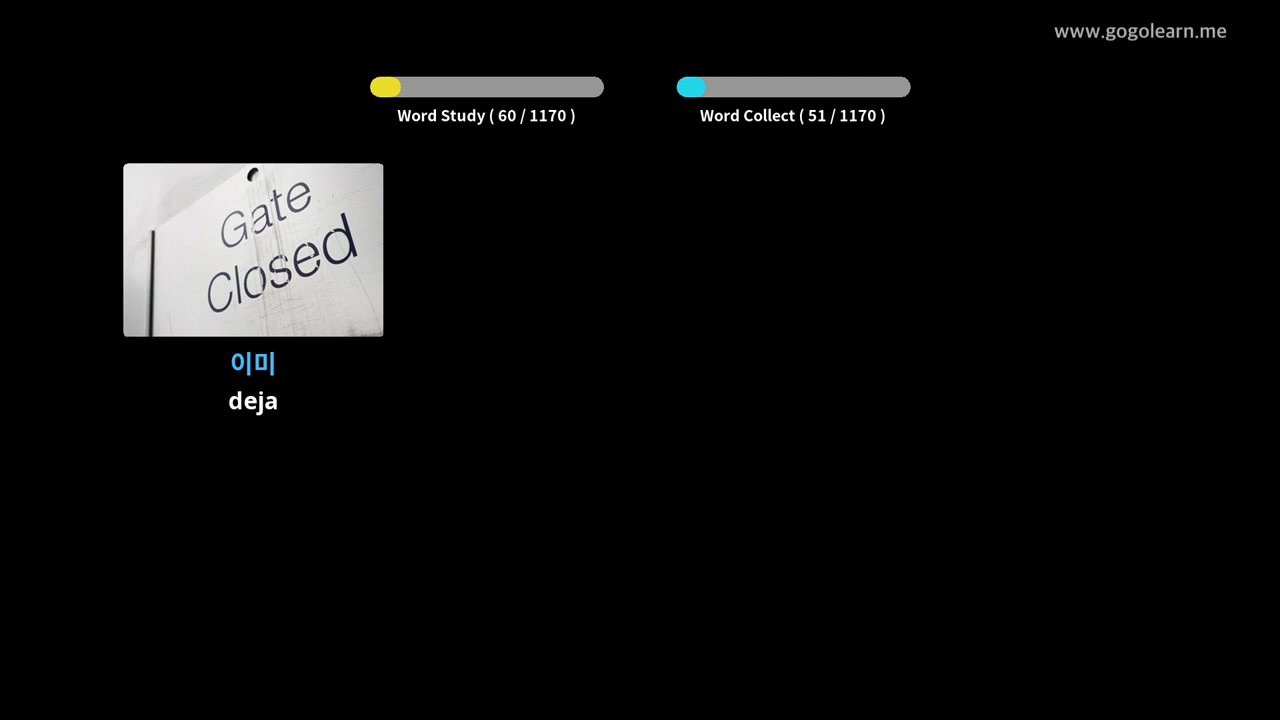 www.gogolearn.me
Word Study ( 60 / 1170 )
Word Collect ( 51 / 1170 )
Gate
Closed
이미
deja